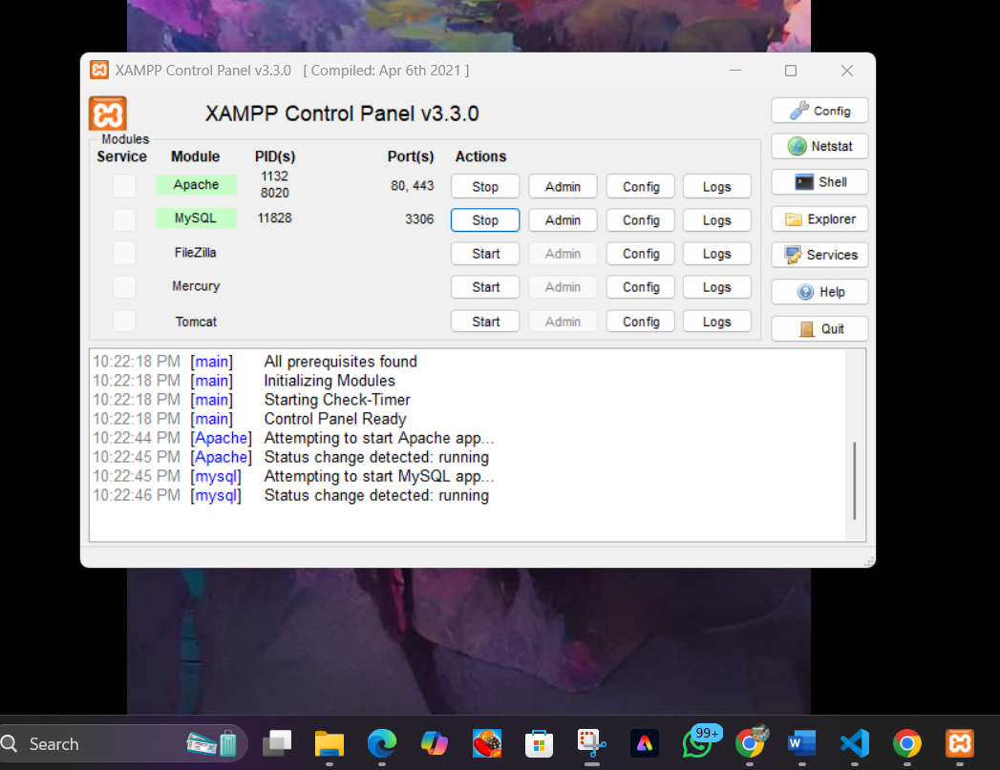 XAMPP Control Panel v3.3.0 [ Compiled: Apr 6th 2021 ]
XAMPP Control Panel v3.3.0
Config
Modules
Service Module PID(s) Port(s) Actions
Netstat
Apache 1132 8020 80, 443 Stop Admin Config Logs
Shell
MySQL 11828 3306 Stop Admin Config Logs
Explorer
FileZilla Start Admin Config Logs
Services
Mercury Start Admin Config Logs
Help
Tomcat Start Admin Config Logs
Quit
10:22:18 PM [main] All prerequisites found
10:22:18 PM [main] Initializing Modules
10:22:18 PM [main] Starting Check-Timer
10:22:18 PM [main] Control Panel Ready
10:22:44 PM [Apache] Attempting to start Apache app...
10:22:45 PM [Apache] Status change detected: running
10:22:45 PM [mysql] Attempting to start MySQL app...
10:22:46 PM [mysql] Status change detected: running
Search
99+